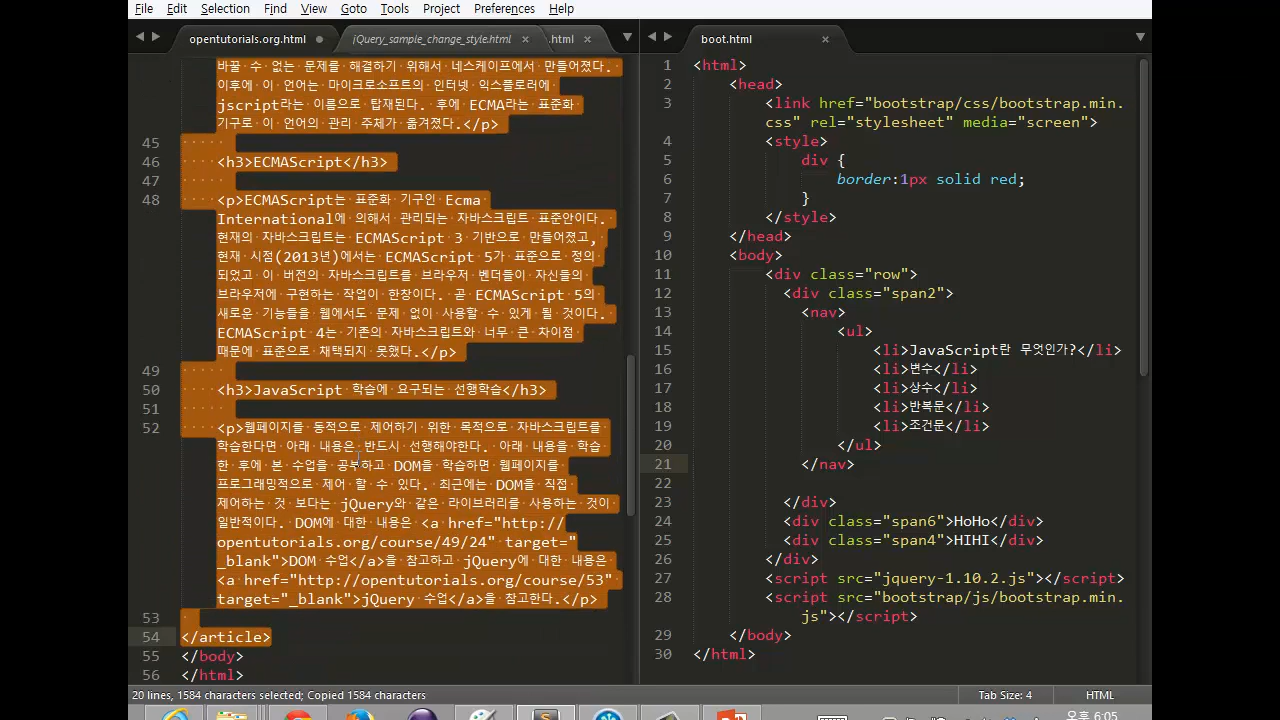 File Edit Selection Find View Goto Tools Project Preferences Help
opentutorials.org.html jQuery_sample_change_style.html .html boot.html
바꿀 수 없는 문제를 해결하기 위해서 네스케이프에서 만들어졌다.
이후에 이 언어는 마이크로소프트의 인터넷 익스플로러에
jscript라는 이름으로 탑재된다. 후에 ECMA라는 표준화
기구로 이 언어의 관리 주체가 옮겨졌다.</p>
45
46 <h3>ECMAScript</h3>
47
48 <p>ECMAScript는 표준화 기구인 Ecma
International에 의해서 관리되는 자바스크립트 표준안이다.
현재의 자바스크립트는 ECMAScript 3 기반으로 만들어졌고,
현재 시점(2013년)에서는 ECMAScript 5가 표준으로 정의
되었고 이 버전의 자바스크립트를 브라우저 벤더들이 자신들의
브라우저에 구현하는 작업이 한창이다. 곧 ECMAScript 5의
새로운 기능들을 웹에서도 문제 없이 사용할 수 있게 될 것이다.
ECMAScript 4는 기존의 자바스크립트와 너무 큰 차이점
때문에 표준으로 채택되지 못했다.</p>
49
50 <h3>JavaScript 학습에 요구되는 선행학습</h3>
51
52 <p>웹페이지를 동적으로 제어하기 위한 목적으로 자바스크립트를
학습한다면 아래 내용은 반드시 선행해야한다. 아래 내용을 학습
한 후에 본 수업을 공부하고 DOM을 학습하면 웹페이지를
프로그래밍적으로 제어 할 수 있다. 최근에는 DOM을 직접
제어하는 것 보다는 jQuery와 같은 라이브러리를 사용하는 것이
일반적이다. DOM에 대한 내용은 <a href="http://
opentutorials.org/course/49/24" target="
_blank">DOM 수업</a>을 참고하고 jQuery에 대한 내용은
<a href="http://opentutorials.org/course/53"
target="_blank">jQuery 수업</a>을 참고한다.</p>
53
54 </article>
55 </body>
56 </html>
1 <html>
2 <head>
3 <link href="bootstrap/css/bootstrap.min.
css" rel="stylesheet" media="screen">
4 <style>
5 div {
6 border:1px solid red;
7 }
8 </style>
9 </head>
10 <body>
11 <div class="row">
12 <div class="span2">
13 <nav>
14 <ul>
15 <li>JavaScript란 무엇인가?</li>
16 <li>변수</li>
17 <li>상수</li>
18 <li>반복문</li>
19 <li>조건문</li>
20 </ul>
21 </nav>
22
23 </div>
24 <div class="span6">HoHo</div>
25 <div class="span4">HIHI</div>
26 </div>
27 <script src="jquery-1.10.2.js"></script>
28 <script src="bootstrap/js/bootstrap.min.
js"></script>
29 </body>
30 </html>
20 lines, 1584 characters selected; Copied 1584 characters Tab Size: 4 HTML
오후 6:05